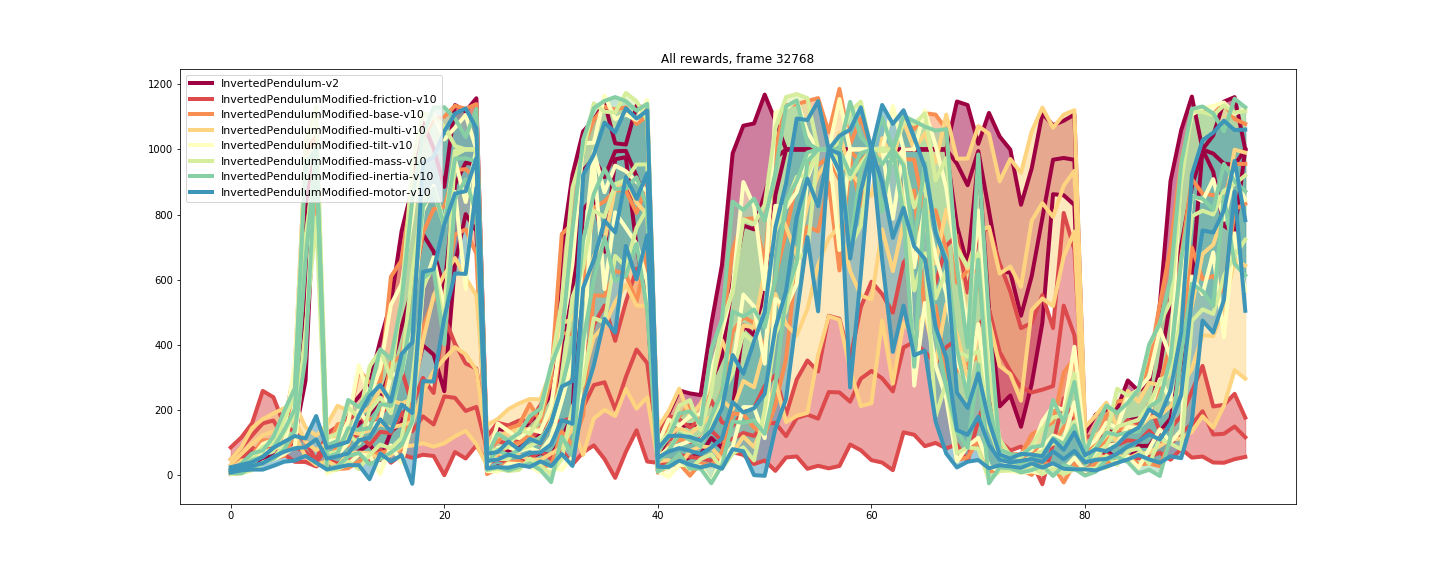 All rewards, frame 32768
1200
1000
800
600
400
200
0
InvertedPendulum-v2
InvertedPendulumModified-friction-v10
InvertedPendulumModified-base-v10
InvertedPendulumModified-multi-v10
InvertedPendulumModified-tilt-v10
InvertedPendulumModified-mass-v10
InvertedPendulumModified-inertia-v10
InvertedPendulumModified-motor-v10
0 20 40 60 80